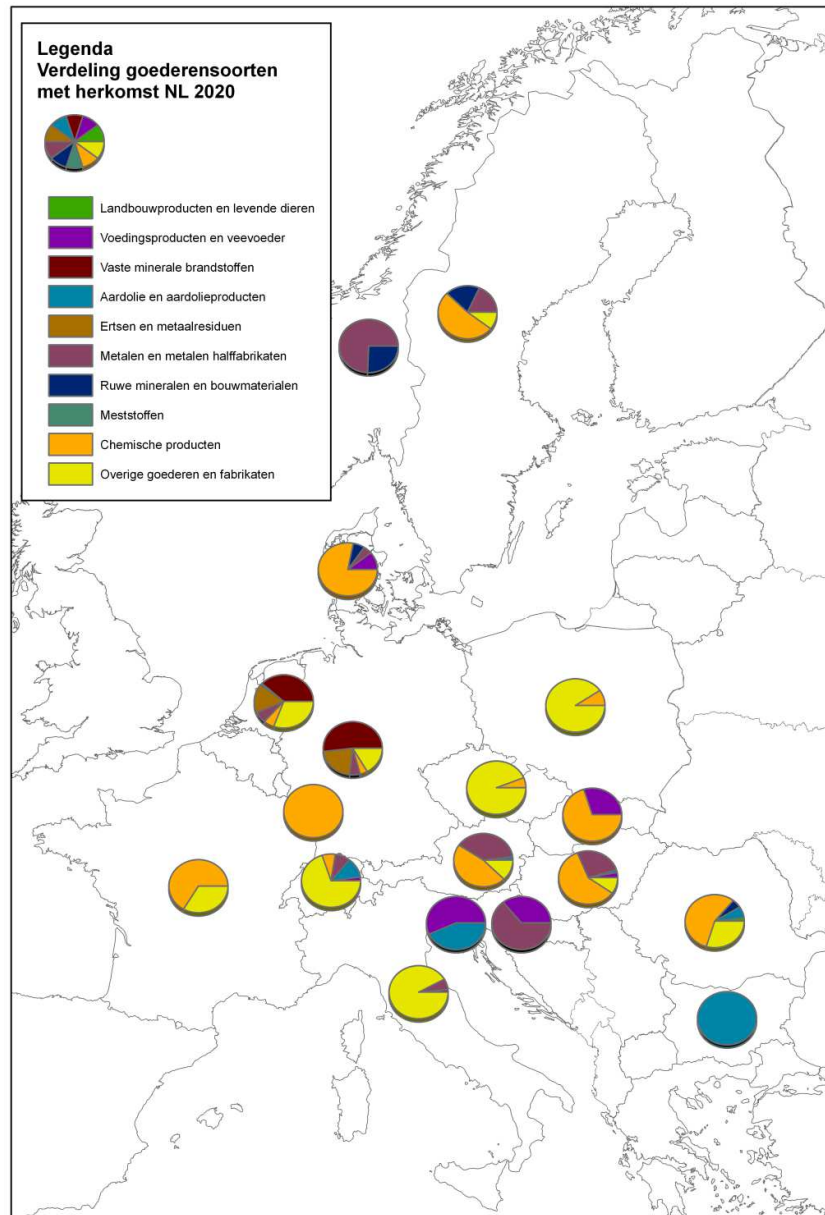 Legenda
Verdeling goederensoorten
met herkomst NL 2020
Landbouwproducten en levende dieren
Voedingsproducten en veevoeder
Vaste minerale brandstoffen
Aardolie en aardolieproducten
Ertsen en metaalresiduen
Metalen en metalen halffabrikaten
Ruwe mineralen en bouwmaterialen
Meststoffen
Chemische producten
Overige goederen en fabrikaten